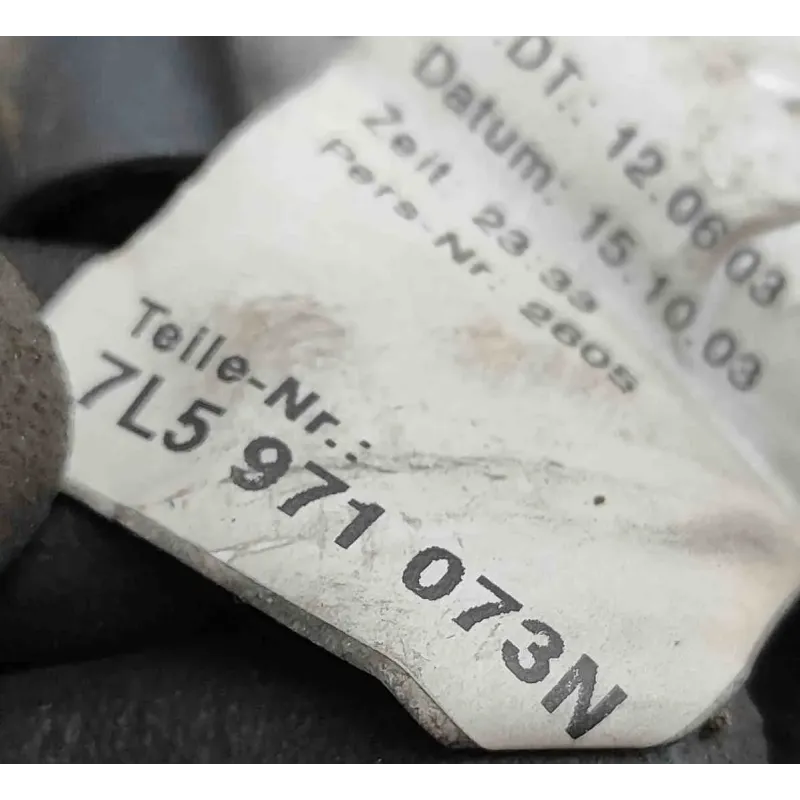 DT.: 12.06.03
Datum: 15.10.03
Zeit: 23:33
Pers-Nr: 2605
Teile-Nr.:
7L5 971 073N